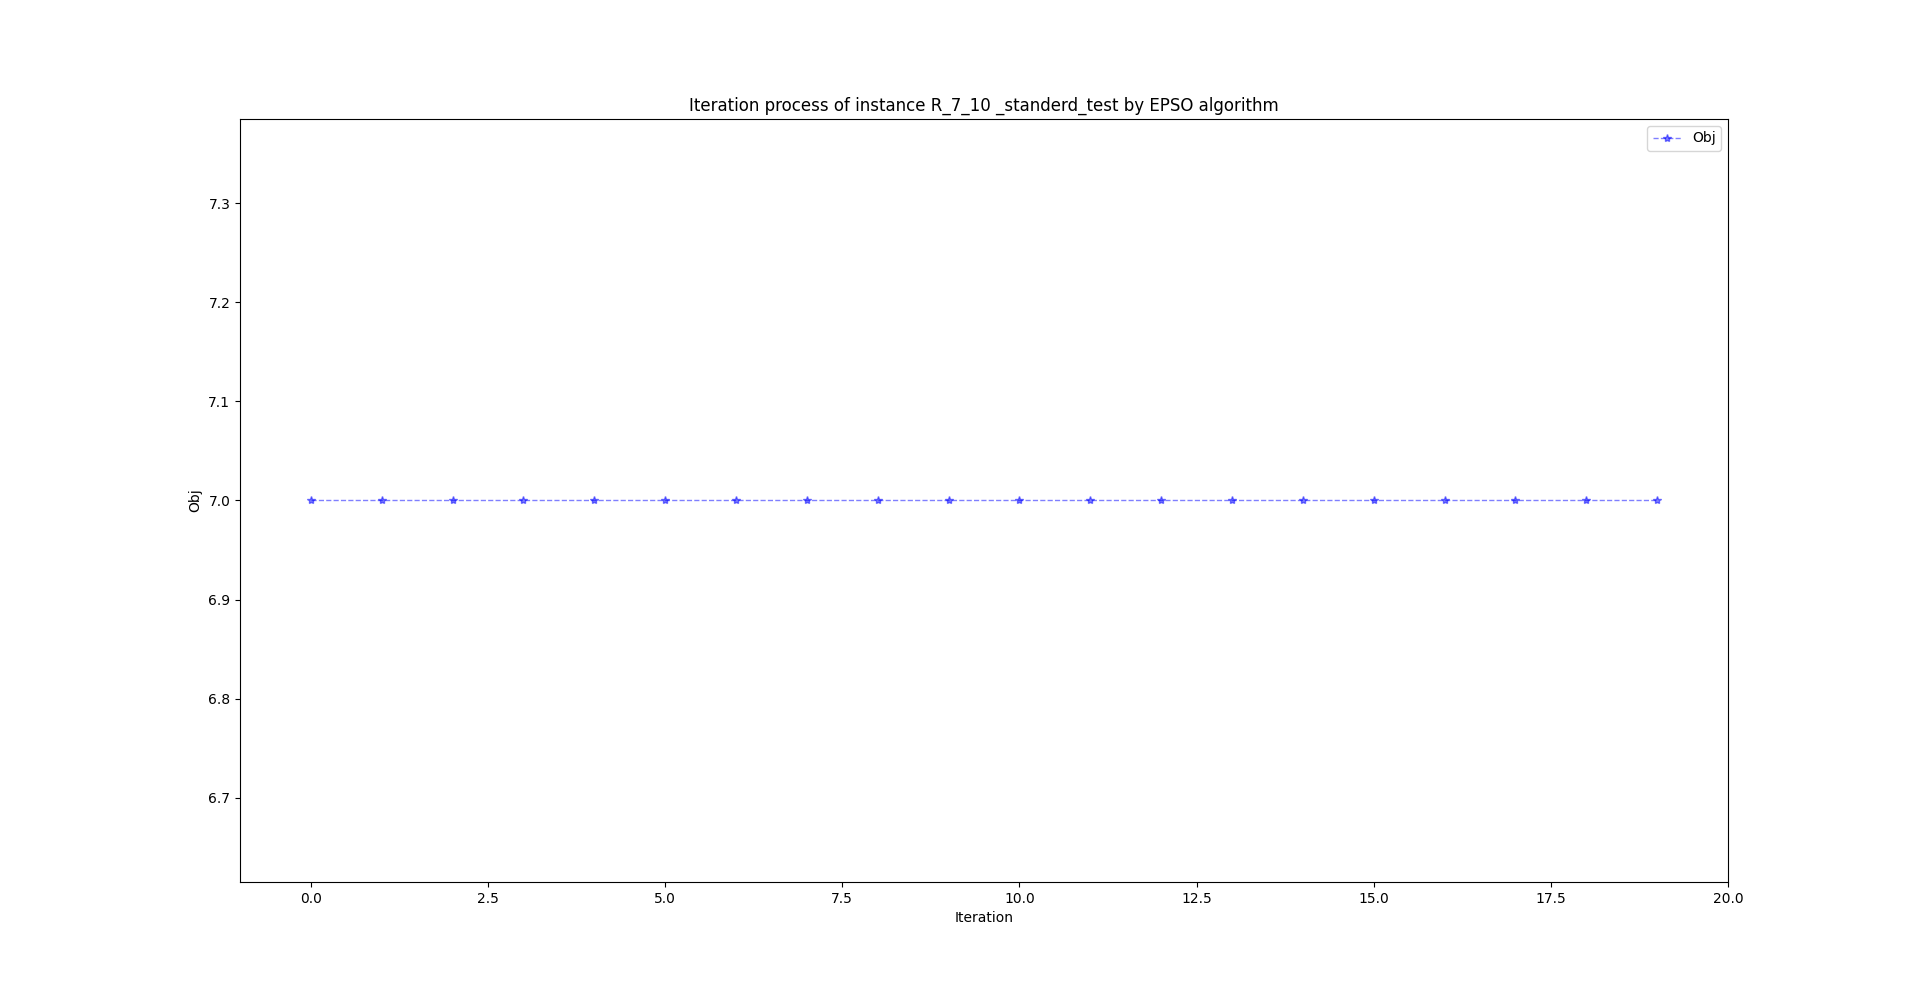 Iteration process of instance R_7_10 _standerd_test by EPSO algorithm
Obj
7.3
7.2
7.1
7.0
6.9
6.8
6.7
Obj
0.0 2.5 5.0 7.5 10.0 12.5 15.0 17.5 20.0
Iteration